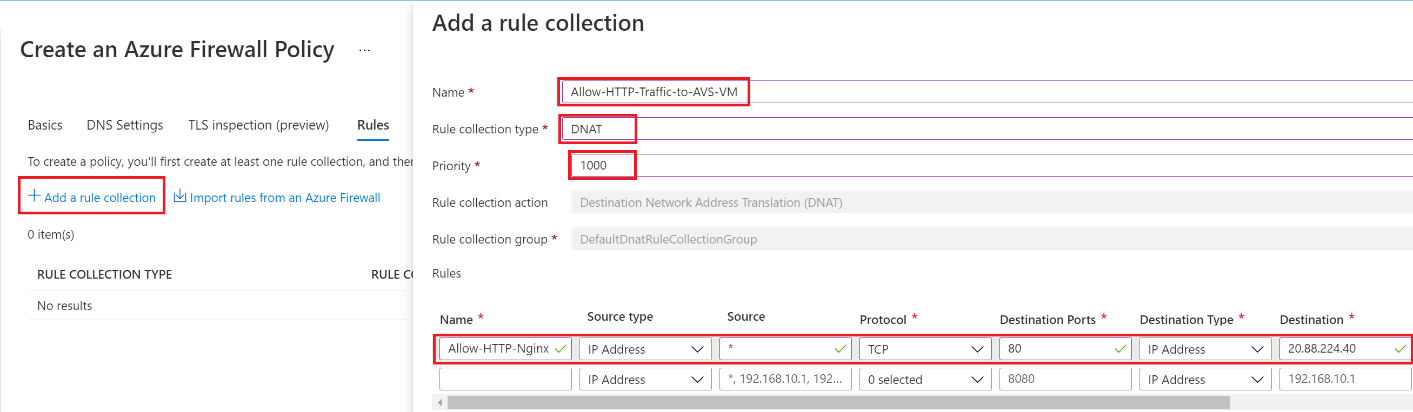 Create an Azure Firewall Policy ...
Basics DNS Settings TLS inspection (preview) Rules
To create a policy, you'll first create at least one rule collection, and then
+ Add a rule collection Import rules from an Azure Firewall
0 item(s)
RULE COLLECTION TYPE RULE CO
No results
Add a rule collection
Name * Allow-HTTP-Traffic-to-AVS-VM
Rule collection type * DNAT
Priority * 1000
Rule collection action Destination Network Address Translation (DNAT)
Rule collection group * DefaultDnatRuleCollectionGroup
Rules
Name * Source type Source Protocol * Destination Ports * Destination Type * Destination *
Allow-HTTP-Nginx IP Address * TCP 80 IP Address 20.88.224.40
IP Address *, 192.168.10.1, 192... 0 selected 8080 IP Address 192.168.10.1